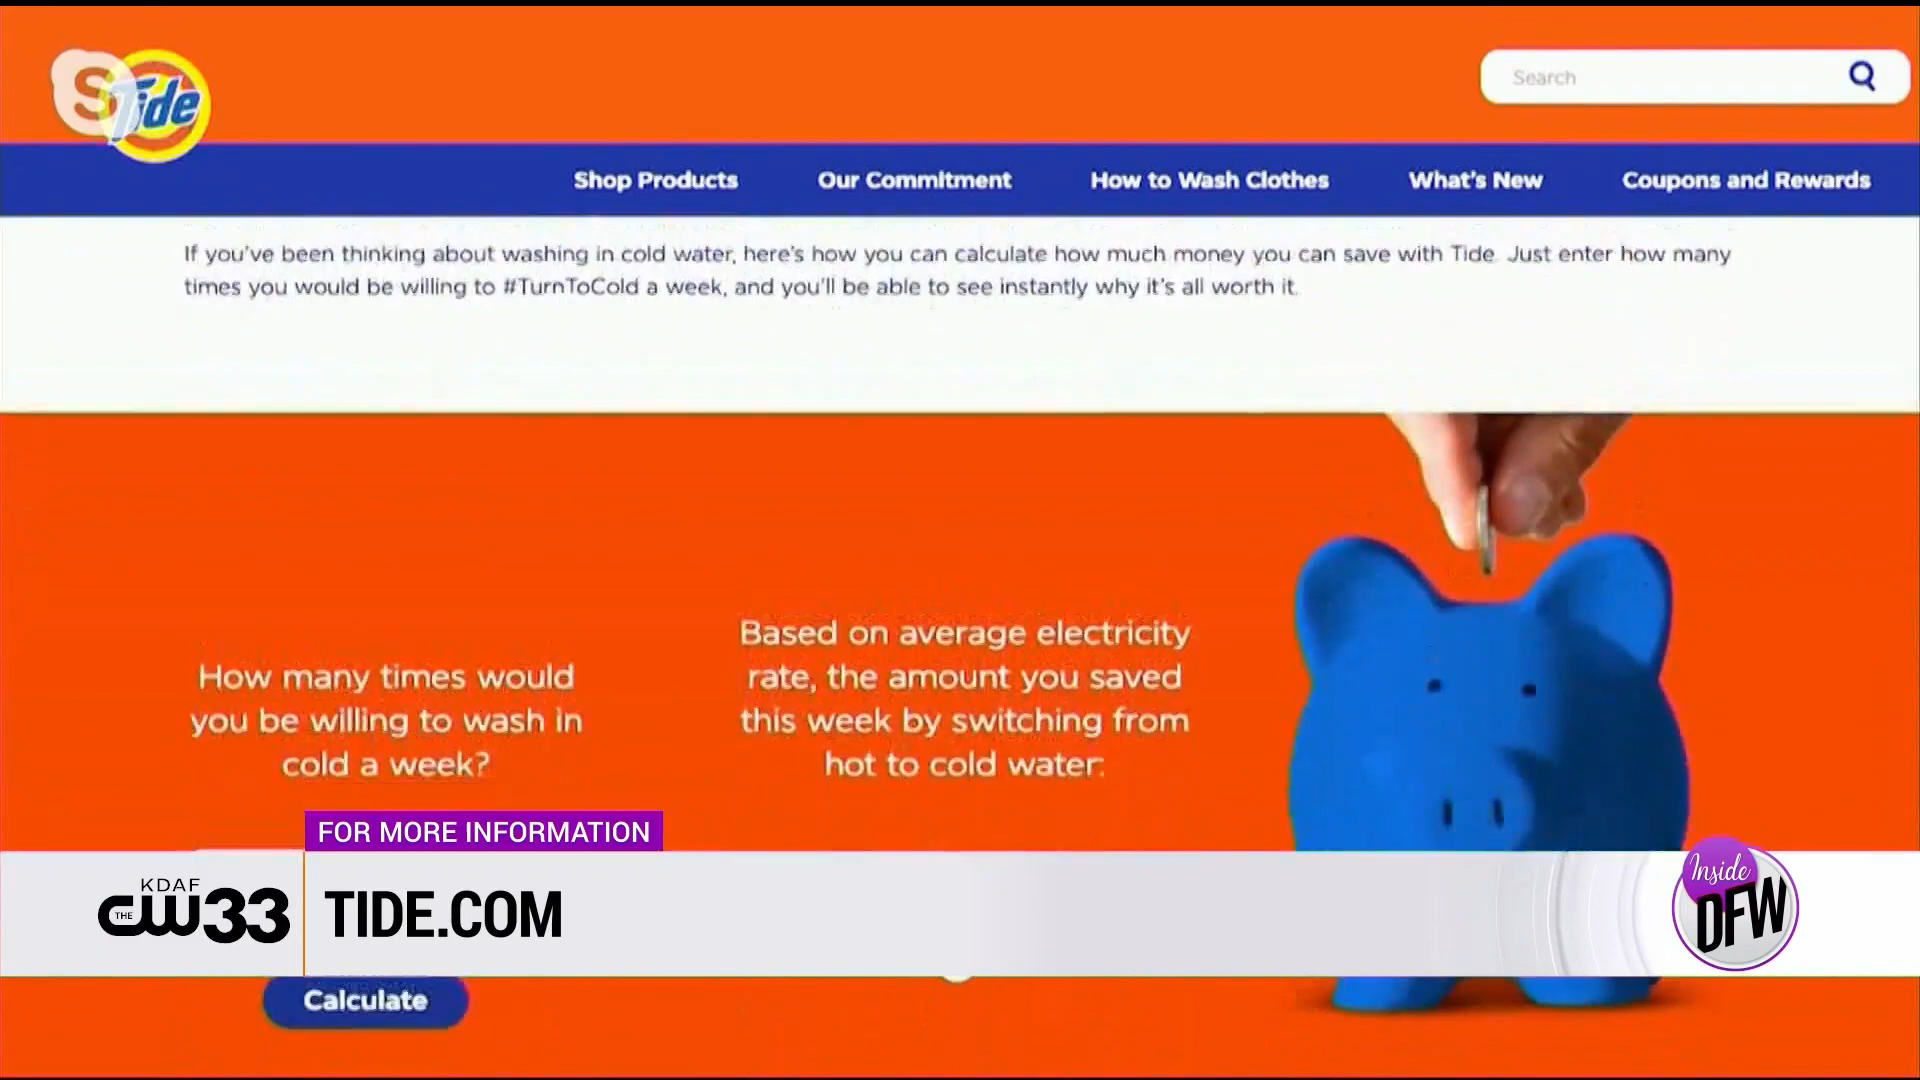 S
Tide
Search
Shop Products
Our Commitment
How to Wash Clothes
What's New
Coupons and Rewards
If you've been thinking about washing in cold water, here's how you can calculate how much money you can save with Tide. Just enter how many
times you would be willing to #TurnToCold a week, and you'll be able to see instantly why it's all worth it.
How many times would
you be willing to wash in
cold a week?
Based on average electricity
rate, the amount you saved
this week by switching from
hot to cold water:
FOR MORE INFORMATION
KDAF
THE CW33
TIDE.COM
Inside
DFW
Calculate